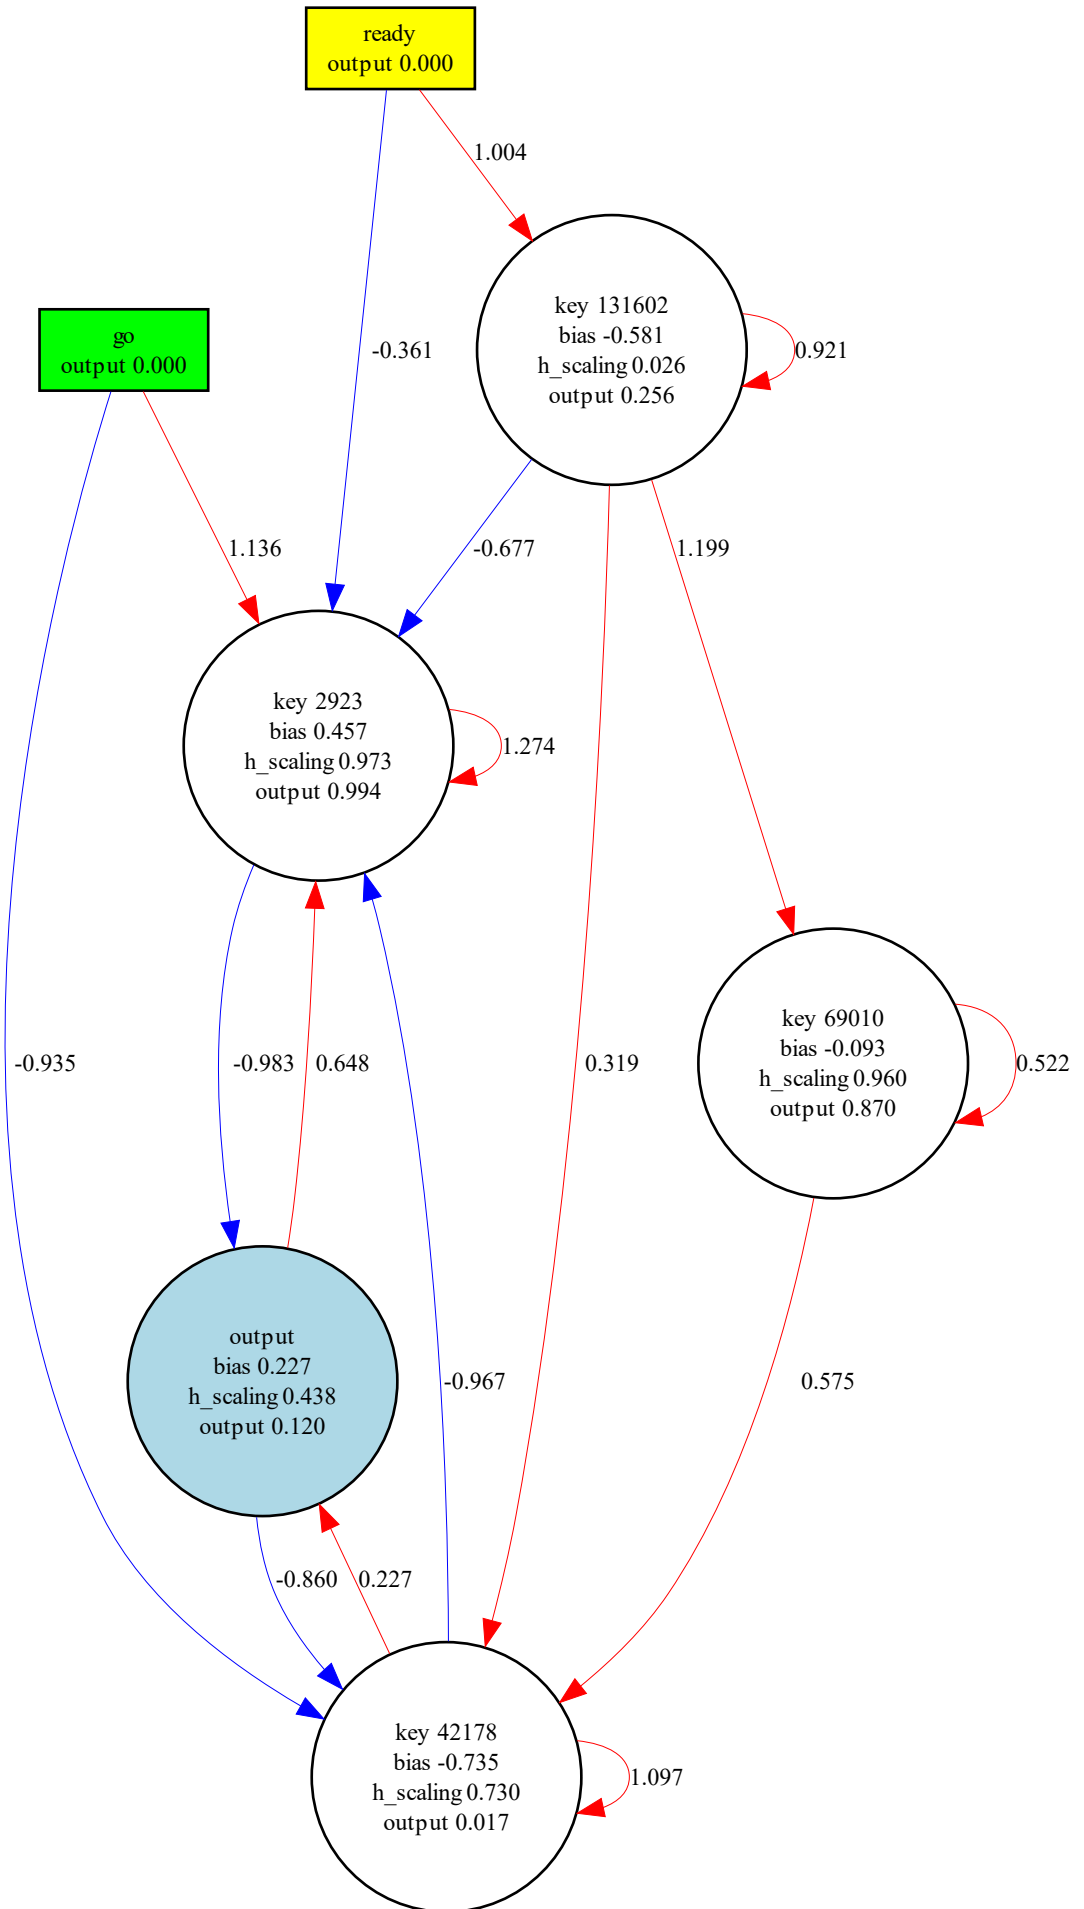 ready
output 0.000
1.004
go
output 0.000
-0.361
key 131602
bias -0.581
h_scaling 0.026
output 0.256
0.921
1.136
-0.677
1.199
key 2923
bias 0.457
h_scaling 0.973
output 0.994
1.274
-0.935
-0.983
0.648
0.319
key 69010
bias -0.093
h_scaling 0.960
output 0.870
0.522
output
bias 0.227
h_scaling 0.438
output 0.120
-0.967
0.575
-0.860
0.227
key 42178
bias -0.735
h_scaling 0.730
output 0.017
1.097